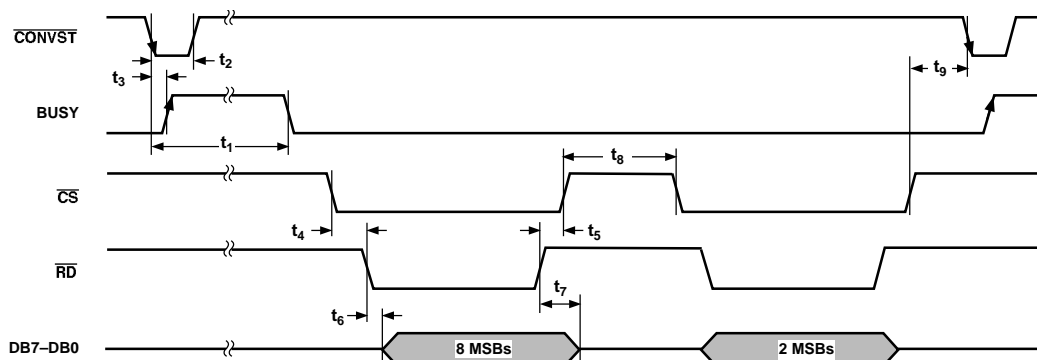 CONVST
t2
t3
t9
BUSY
t1
t8
CS
t4
t5
RD
t7
t6
DB7–DB0
8 MSBs
2 MSBs